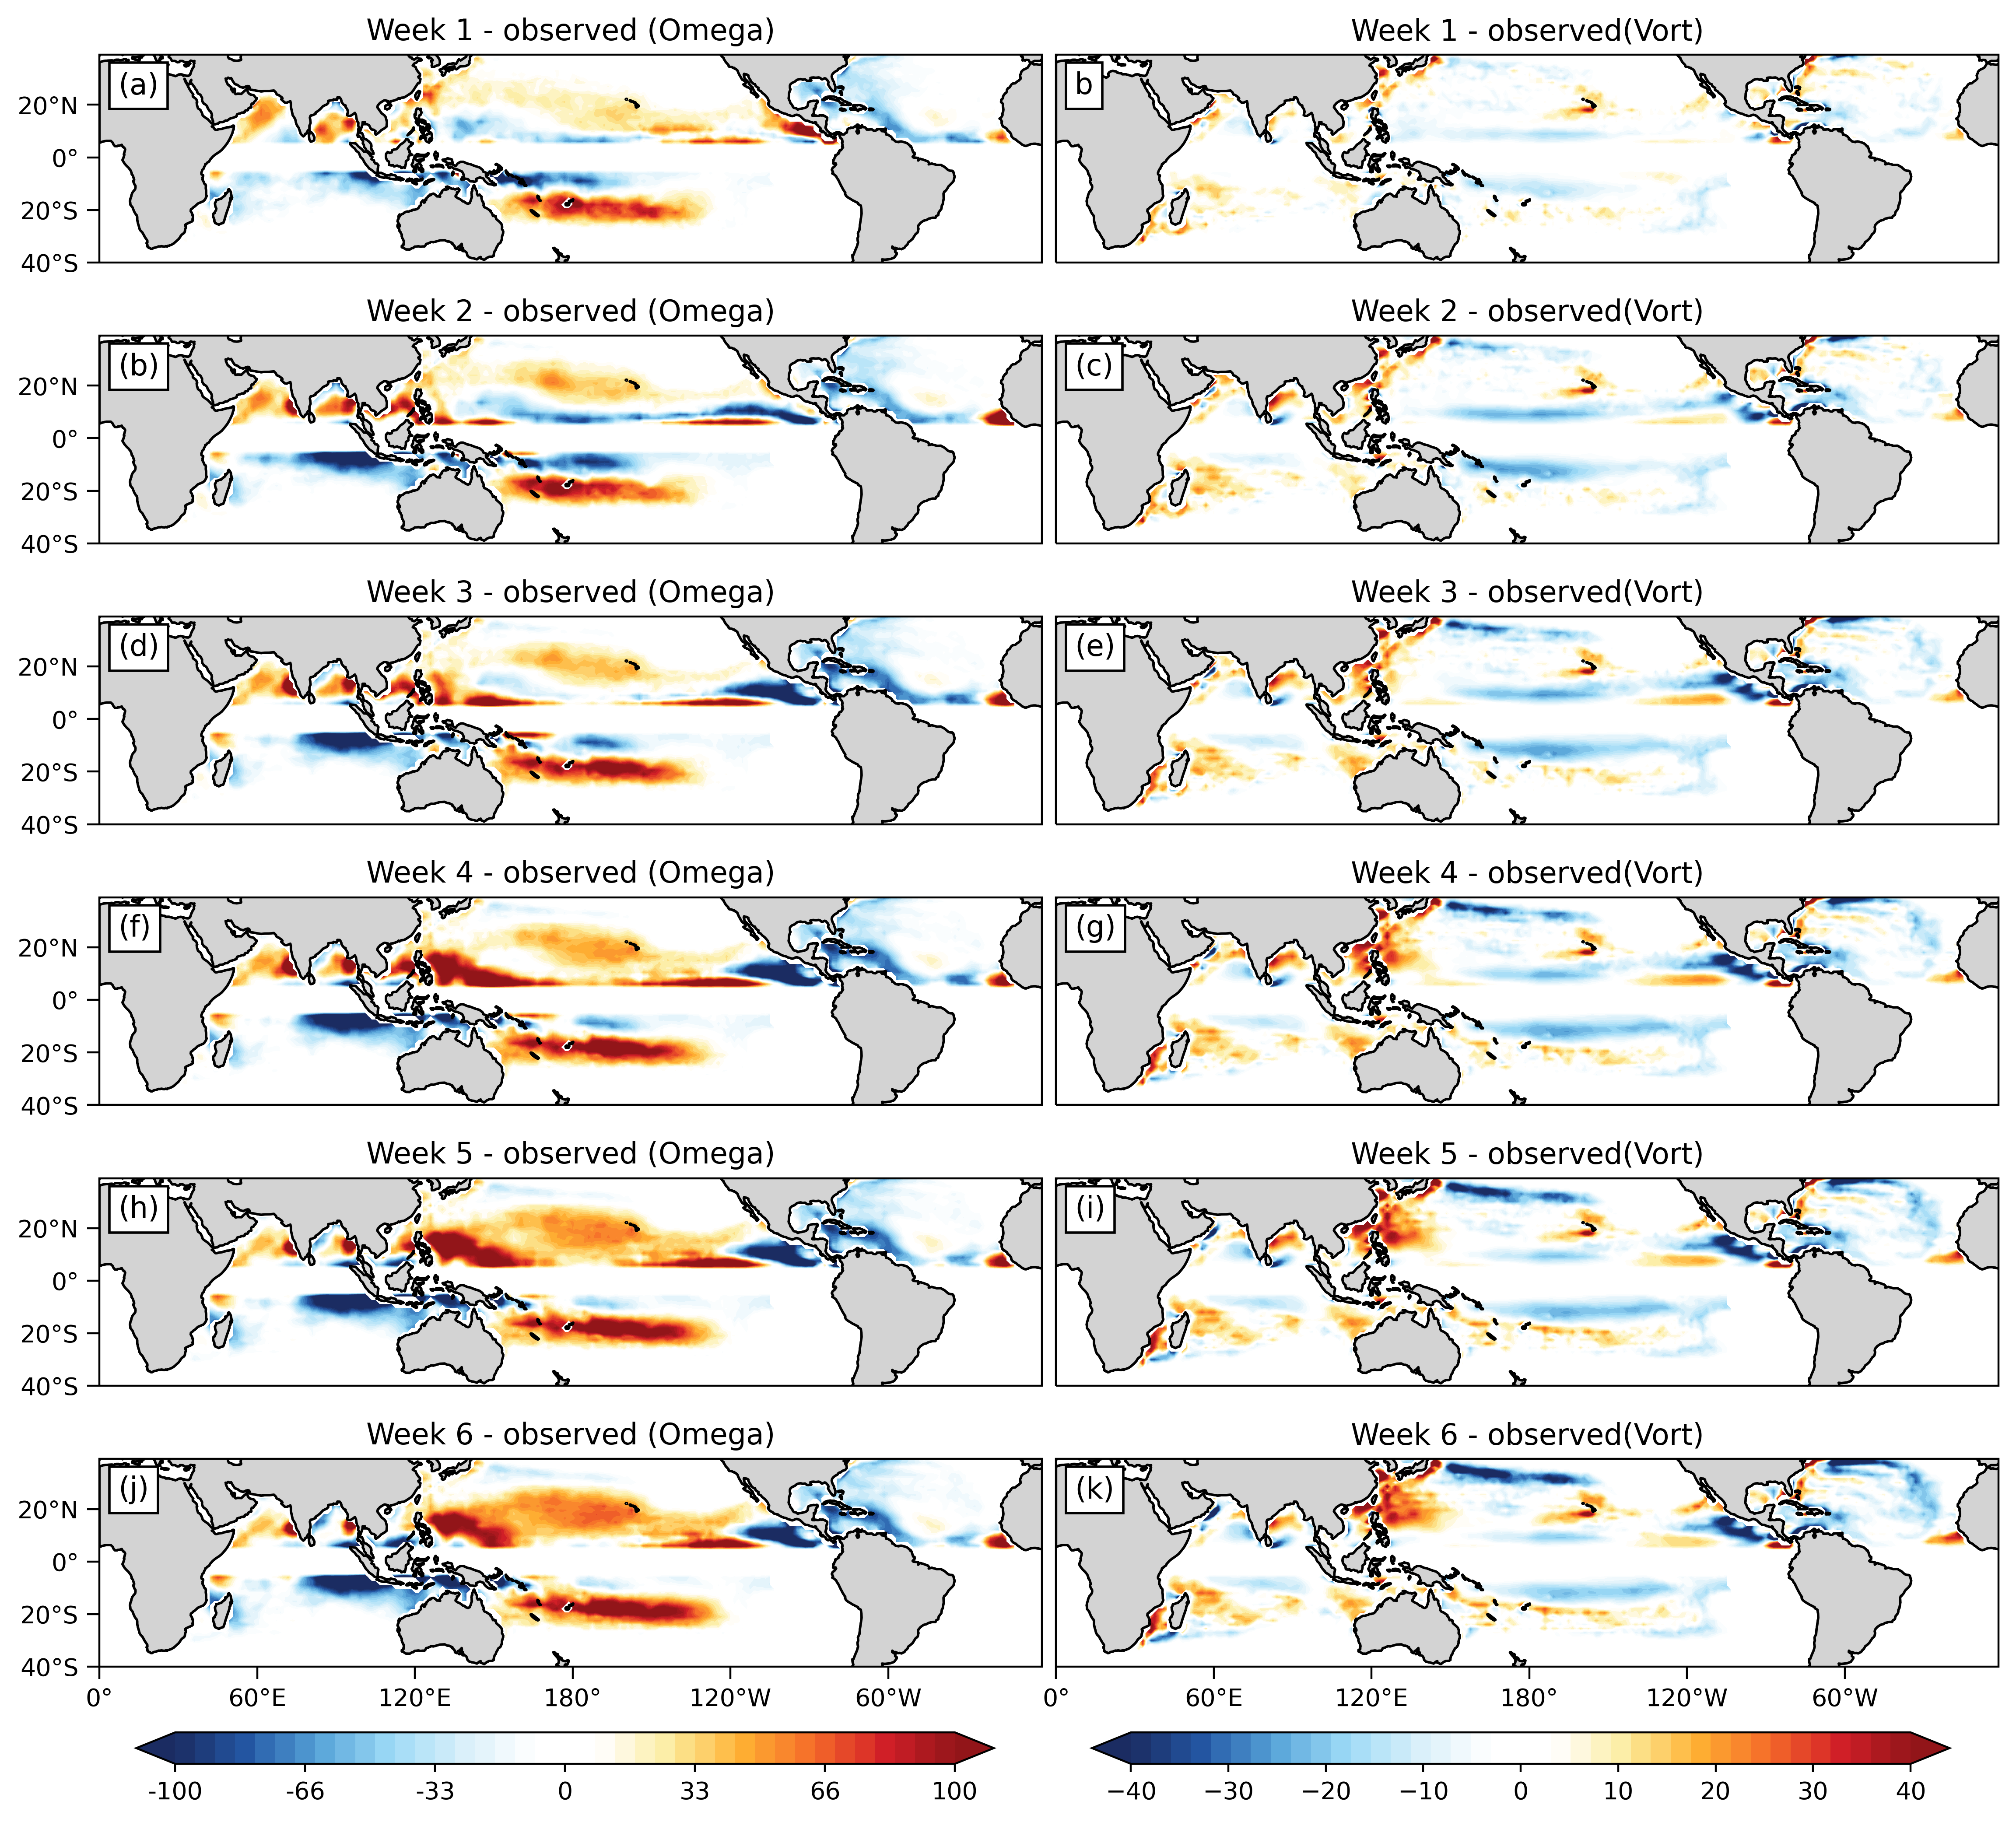 Week 1 - observed (Omega)
Week 1 - observed(Vort)
(a)
b
20°N
0°
20°S
40°S
Week 2 - observed (Omega)
Week 2 - observed(Vort)
(b)
(c)
20°N
0°
20°S
40°S
Week 3 - observed (Omega)
Week 3 - observed(Vort)
(d)
(e)
20°N
0°
20°S
40°S
Week 4 - observed (Omega)
Week 4 - observed(Vort)
(f)
(g)
20°N
0°
20°S
40°S
Week 5 - observed (Omega)
Week 5 - observed(Vort)
(h)
(i)
20°N
0°
20°S
40°S
Week 6 - observed (Omega)
Week 6 - observed(Vort)
(j)
(k)
20°N
0°
20°S
40°S
0° 60°E 120°E 180° 120°W 60°W
0° 60°E 120°E 180° 120°W 60°W
-100 -66 -33 0 33 66 100
−40 −30 −20 −10 0 10 20 30 40